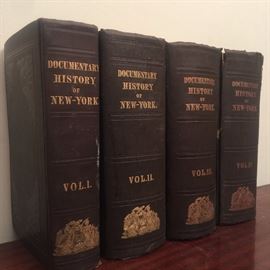 DOCUMENTARY
HISTORY
OF
NEW-YORK.
VOL.I.
DOCUMENTARY
HISTORY
OF
NEW-YORK.
VOL.II.
DOCUMENTARY
HISTORY
OF
NEW-YORK.
VOL.III.
DOCUMENTARY
HISTORY
OF
NEW-YORK.